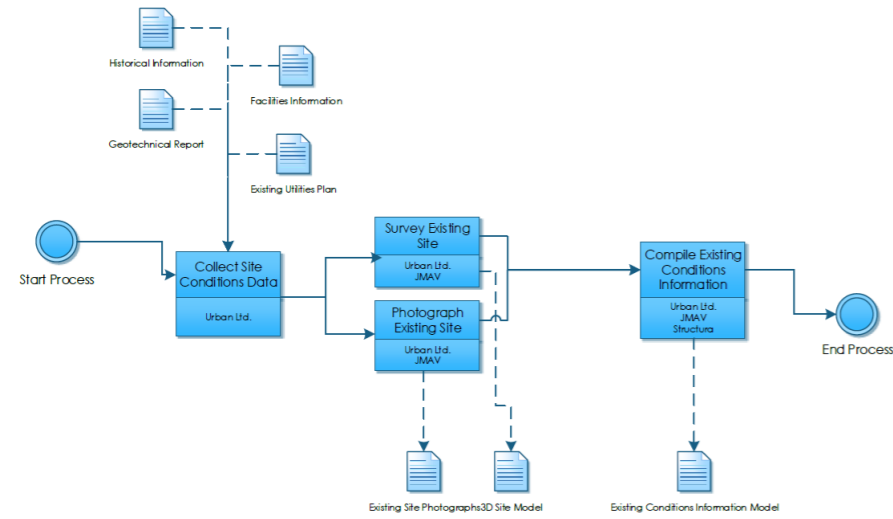 Historical Information
Facilities Information
Geotechnical Report
Existing Utilities Plan
Start Process
Collect Site
Conditions Data
Urban Ltd.
Survey Existing
Site
Urban Ltd.
JMAV
Photograph
Existing Site
Urban Ltd.
JMAV
Compile Existing
Conditions
Information
Urban Ltd.
JMAV
Structura
End Process
Existing Site Photographs
3D Site Model
Existing Conditions Information Model